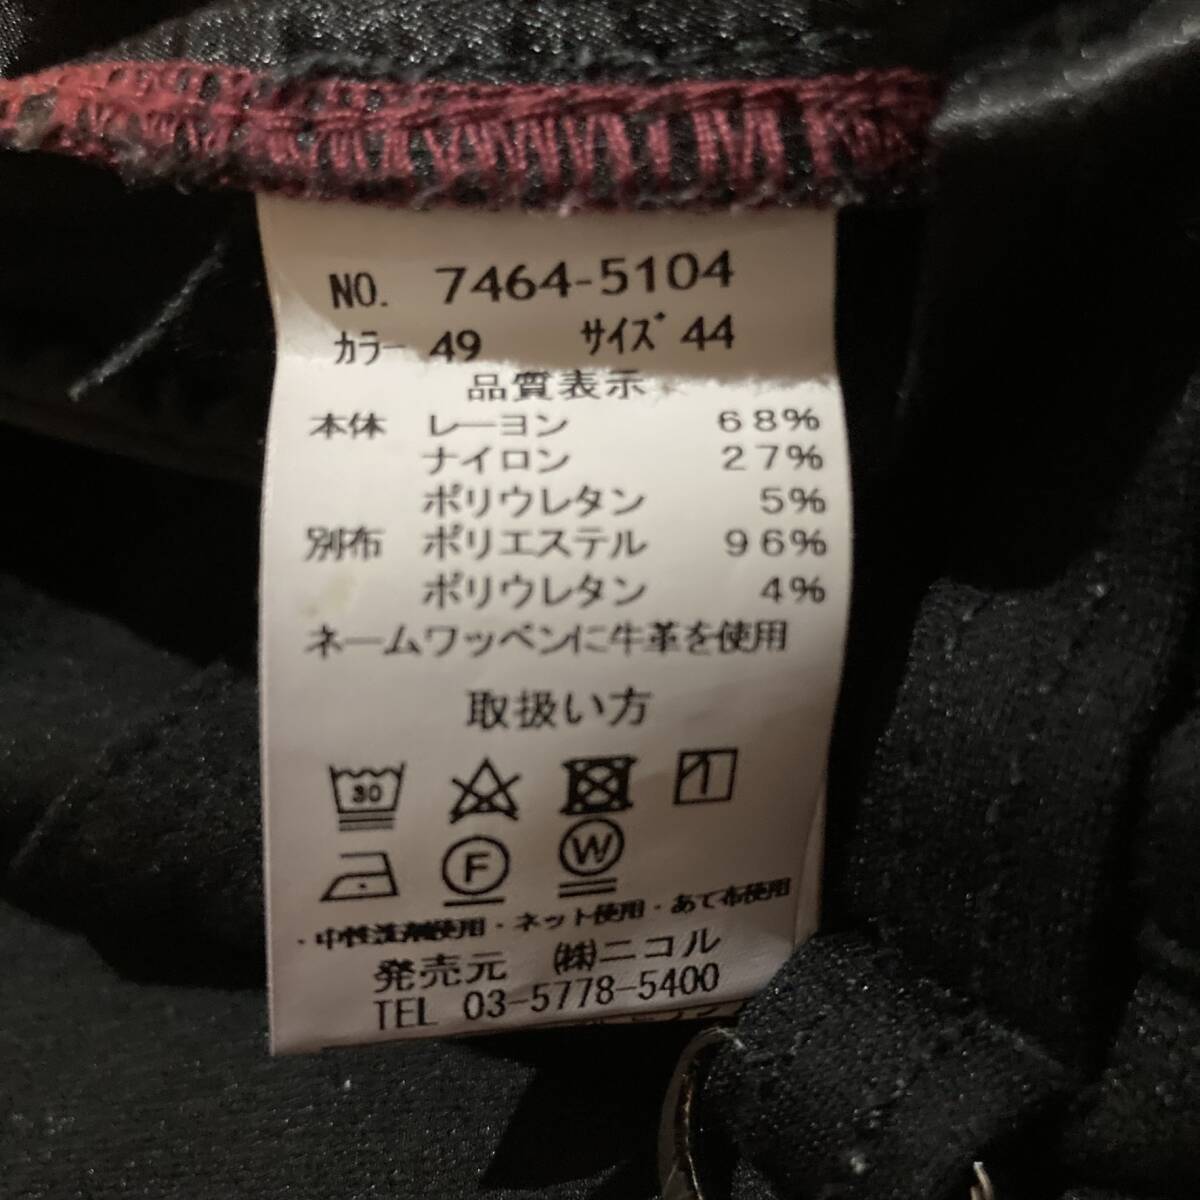 NO. 7464-5104
カラー 49 サイズ 44
品質表示
本体 レーヨン 68%
ナイロン 27%
ポリウレタン 5%
別布 ポリエステル 96%
ポリウレタン 4%
ネームワッペンに牛革を使用
取扱い方
30
F W
・中性洗剤使用・ネット使用・あて布使用
発売元 ㈱ニコル
TEL 03-5778-5400